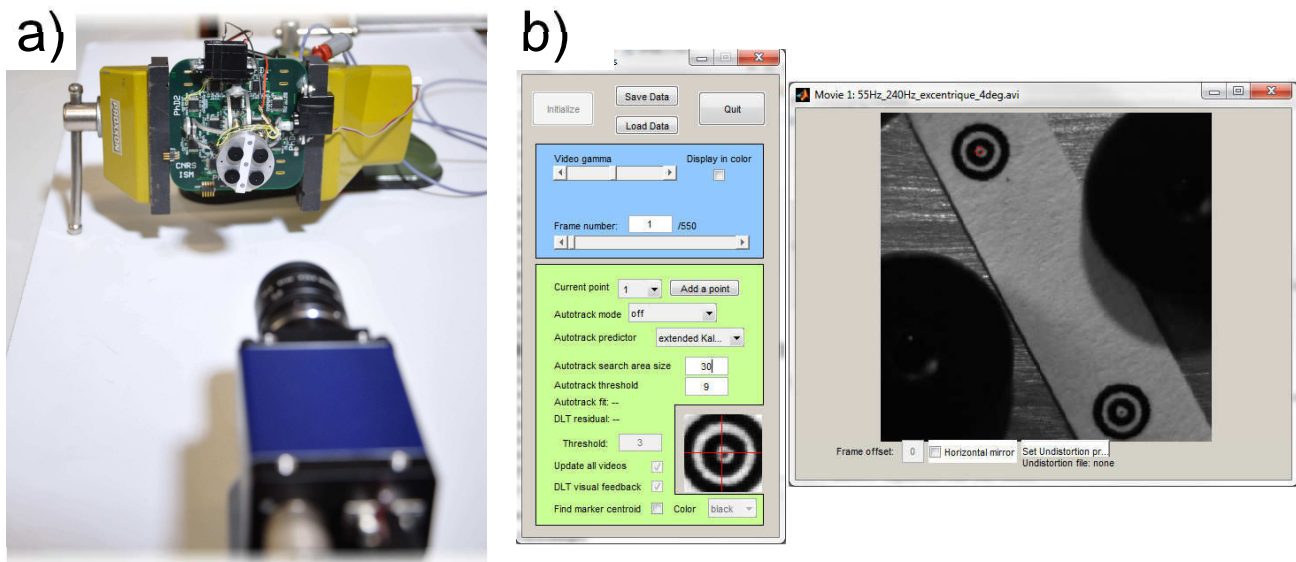 a)
PROXXON
PhD2
CNRS
ISM
b)
s
Initialize
Save Data
Load Data
Quit
Video gamma
Display in color
Frame number:
1
/550
Current point
1
Add a point
Autotrack mode
off
Autotrack predictor
extended Kal...
Autotrack search area size
30
Autotrack threshold
9
Autotrack fit: --
DLT residual: --
Threshold:
3
Update all videos
DLT visual feedback
Find marker centroid
Color
black
Movie 1: 55Hz_240Hz_excentrique_4deg.avi
Frame offset:
0
Horizontal mirror
Set Undistortion pr...
Undistortion file: none